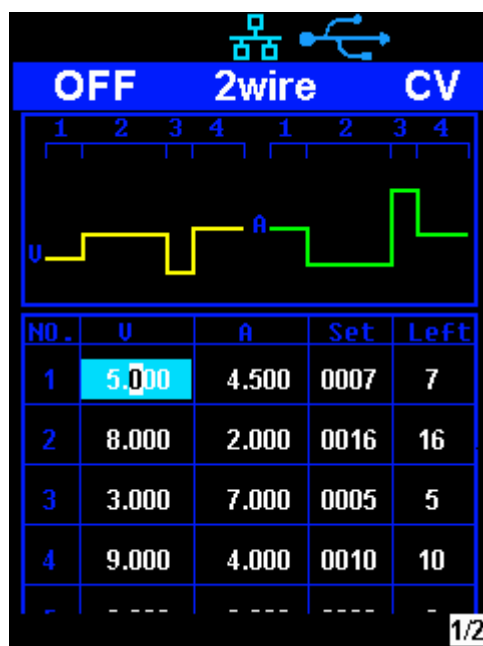 OFF 2wire CV
1 2 3 4 1 2 3 4
V A
NO. V A Set Left
1 5.000 4.500 0007 7
2 8.000 2.000 0016 16
3 3.000 7.000 0005 5
4 9.000 4.000 0010 10
1/2